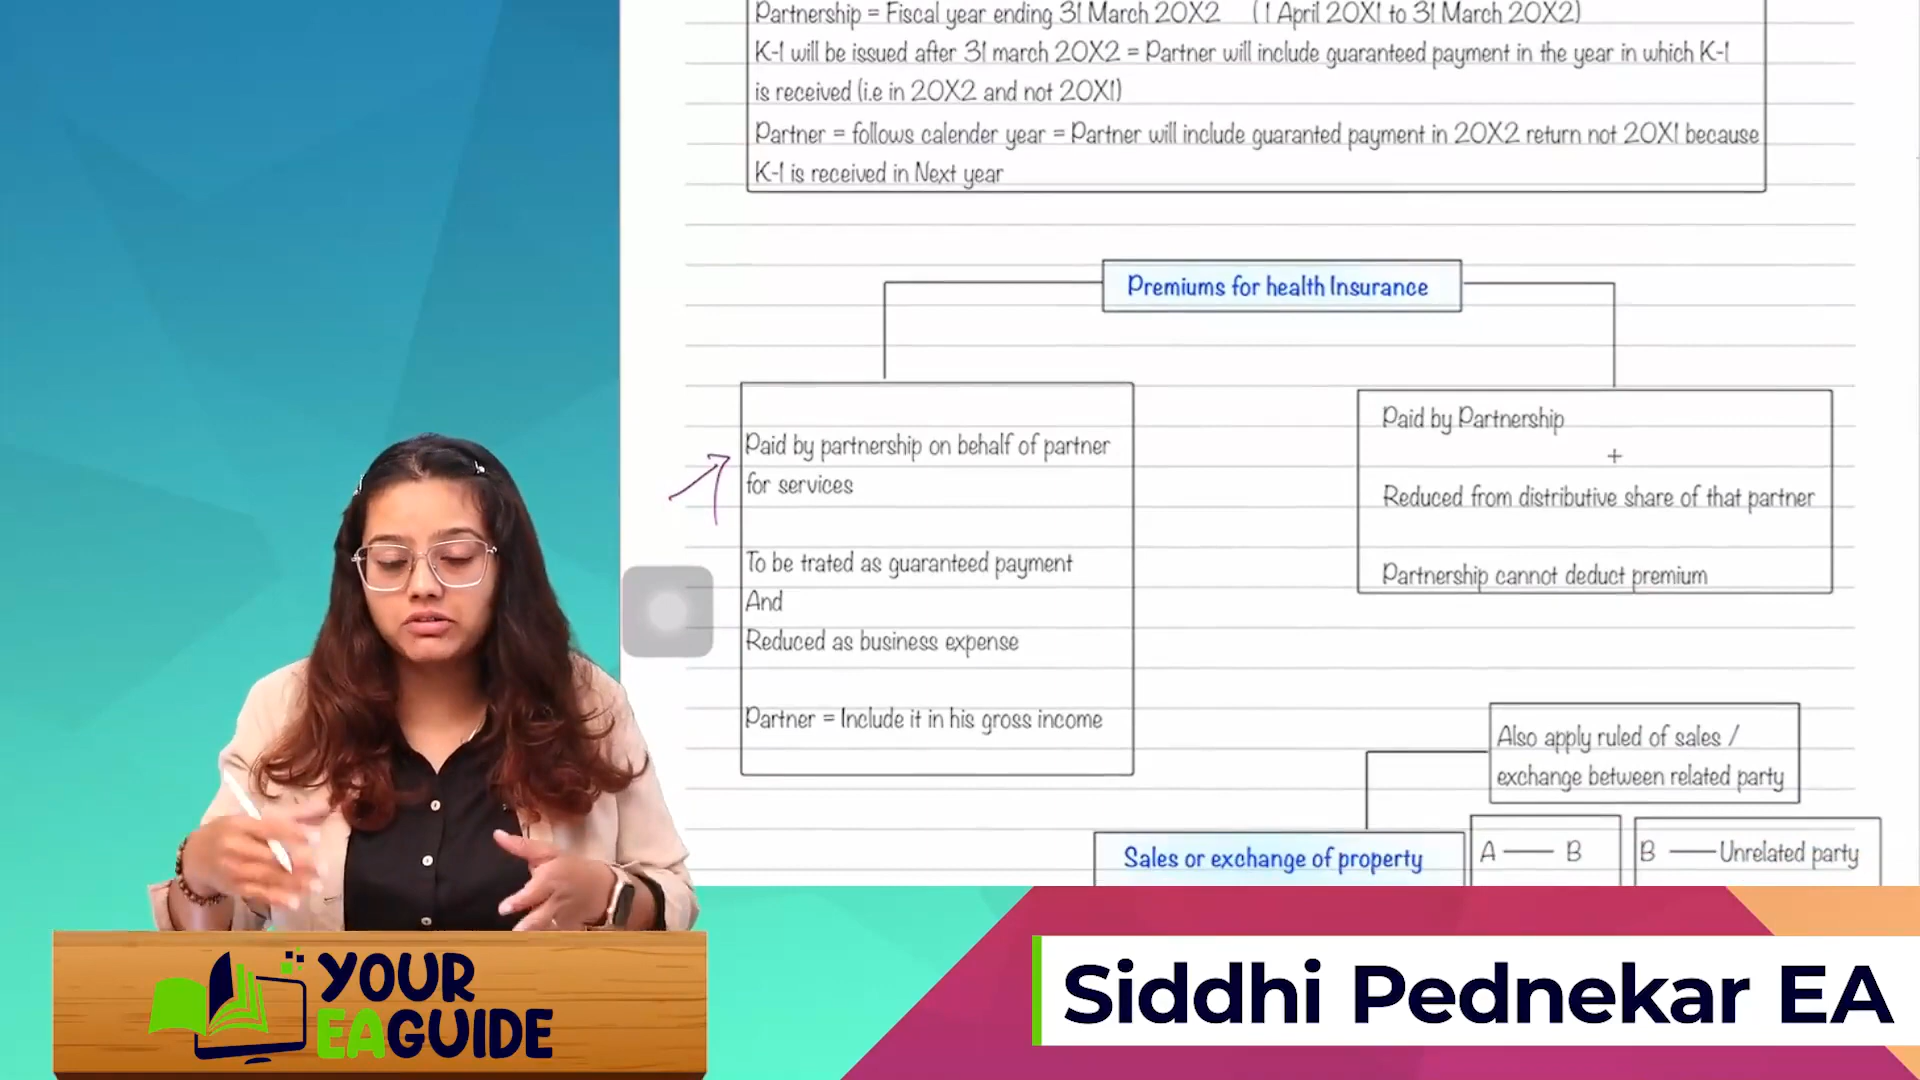 Partnership = Fiscal year ending 31 March 20X2 (1 April 20X1 to 31 March 20X2)
K-1 will be issued after 31 march 20X2 = Partner will include guaranteed payment in the year in which K-1
is received (i.e in 20X2 and not 20X1)
Partner = follows calender year = Partner will include guaranted payment in 20X2 return not 20X1 because
K-1 is received in Next year
Premiums for health Insurance
Paid by partnership on behalf of partner
for services
To be trated as guaranteed payment
And
Reduced as business expense
Partner = Include it in his gross income
Paid by Partnership
+
Reduced from distributive share of that partner
Partnership cannot deduct premium
Also apply ruled of sales /
exchange between related party
Sales or exchange of property
A — B
B — Unrelated party
YOUR
EAGUIDE
Siddhi Pednekar EA